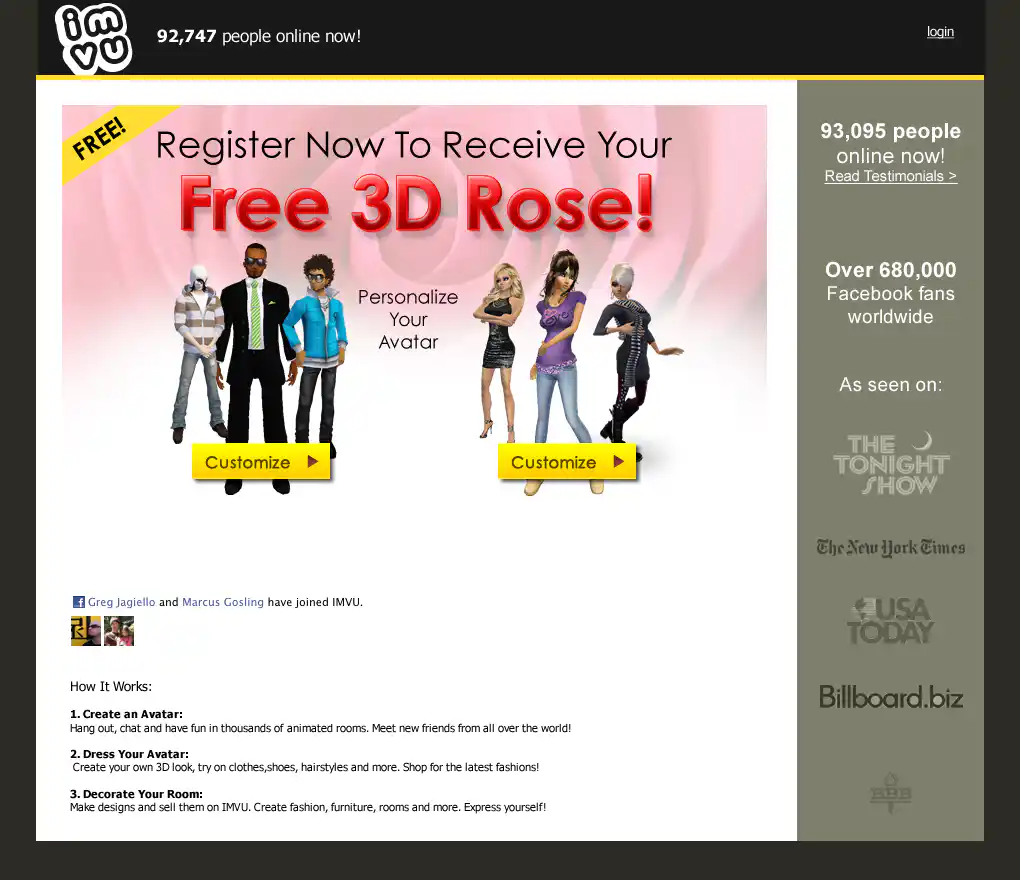 imvu
92,747 people online now!
login
FREE!
Register Now To Receive Your
Free 3D Rose!
Personalize
Your
Avatar
Customize
Customize
Greg Jagiello and Marcus Gosling have joined IMVU.
How It Works:
1. Create an Avatar:
Hang out, chat and have fun in thousands of animated rooms. Meet new friends from all over the world!
2. Dress Your Avatar:
Create your own 3D look, try on clothes,shoes, hairstyles and more. Shop for the latest fashions!
3. Decorate Your Room:
Make designs and sell them on IMVU. Create fashion, furniture, rooms and more. Express yourself!
93,095 people
online now!
Read Testimonials >
Over 680,000
Facebook fans
worldwide
As seen on:
THE
TONIGHT
SHOW
The New York Times
USA
TODAY
Billboard.biz
BBB